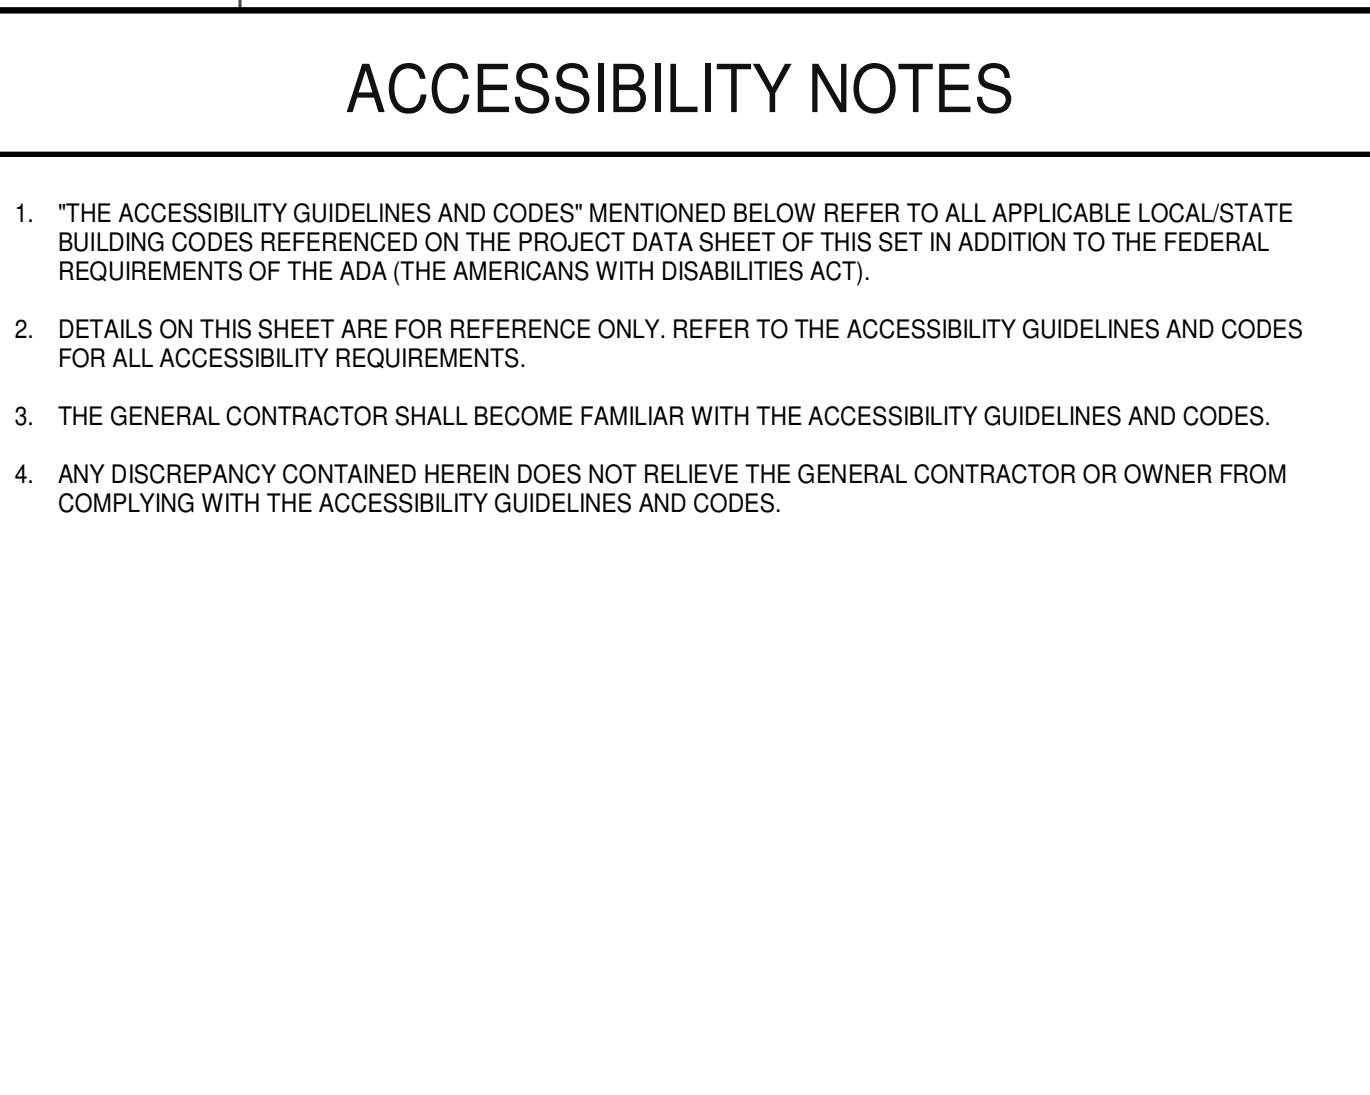 ACCESSIBILITY NOTES
1. "THE ACCESSIBILITY GUIDELINES AND CODES" MENTIONED BELOW REFER TO ALL APPLICABLE LOCAL/STATE
BUILDING CODES REFERENCED ON THE PROJECT DATA SHEET OF THIS SET IN ADDITION TO THE FEDERAL
REQUIREMENTS OF THE ADA (THE AMERICANS WITH DISABILITIES ACT).
2. DETAILS ON THIS SHEET ARE FOR REFERENCE ONLY. REFER TO THE ACCESSIBILITY GUIDELINES AND CODES
FOR ALL ACCESSIBILITY REQUIREMENTS.
3. THE GENERAL CONTRACTOR SHALL BECOME FAMILIAR WITH THE ACCESSIBILITY GUIDELINES AND CODES.
4. ANY DISCREPANCY CONTAINED HEREIN DOES NOT RELIEVE THE GENERAL CONTRACTOR OR OWNER FROM
COMPLYING WITH THE ACCESSIBILITY GUIDELINES AND CODES.